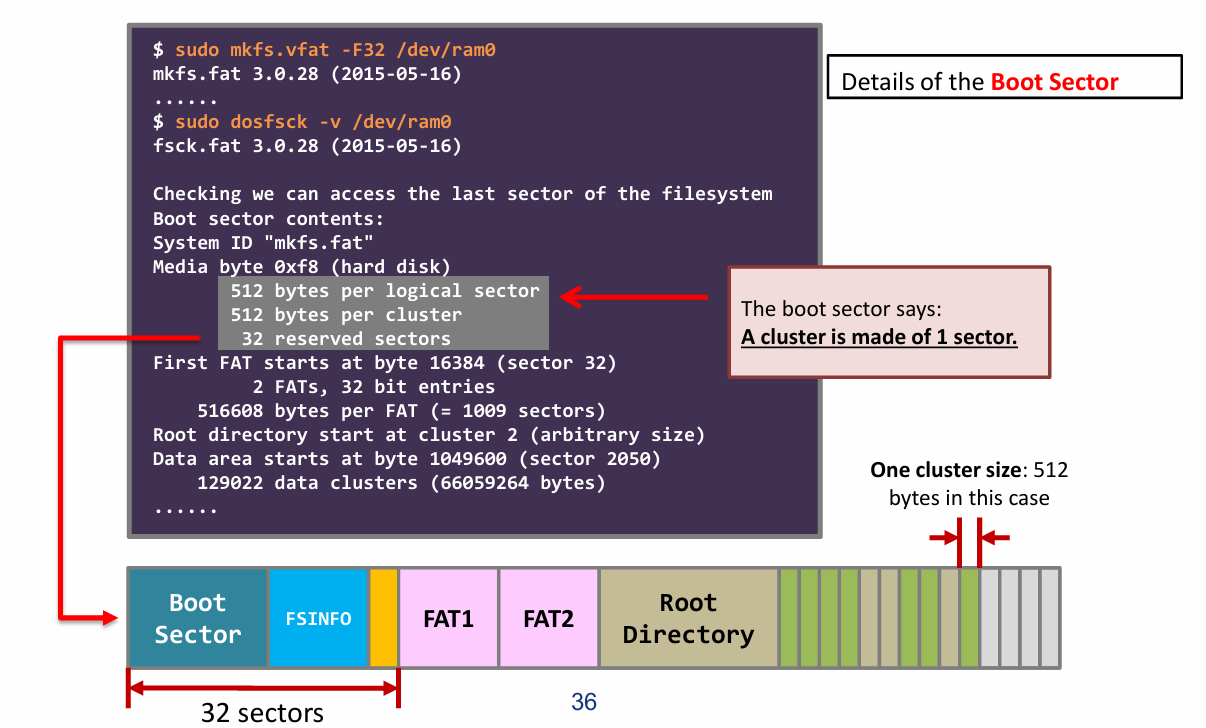 $ sudo mkfs.vfat -F32 /dev/ram0
mkfs.fat 3.0.28 (2015-05-16)
......
$ sudo dosfsck -v /dev/ram0
fsck.fat 3.0.28 (2015-05-16)
Checking we can access the last sector of the filesystem
Boot sector contents:
System ID "mkfs.fat"
Media byte 0xf8 (hard disk)
512 bytes per logical sector
512 bytes per cluster
32 reserved sectors
First FAT starts at byte 16384 (sector 32)
2 FATs, 32 bit entries
516608 bytes per FAT (= 1009 sectors)
Root directory start at cluster 2 (arbitrary size)
Data area starts at byte 1049600 (sector 2050)
129022 data clusters (66059264 bytes)
......
Details of the Boot Sector
The boot sector says:
A cluster is made of 1 sector.
One cluster size: 512
bytes in this case
Boot
Sector
FSINFO
FAT1
FAT2
Root
Directory
32 sectors
36